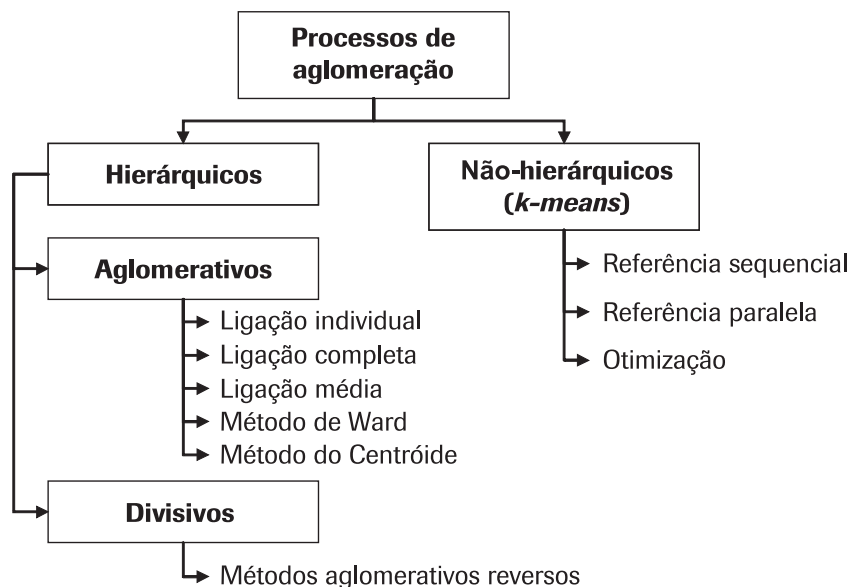 Processos de
aglomeração
Hierárquicos
Não-hierárquicos
(k-means)
Referência sequencial
Referência paralela
Otimização
Aglomerativos
Ligação individual
Ligação completa
Ligação média
Método de Ward
Método do Centróide
Divisivos
Métodos aglomerativos reversos